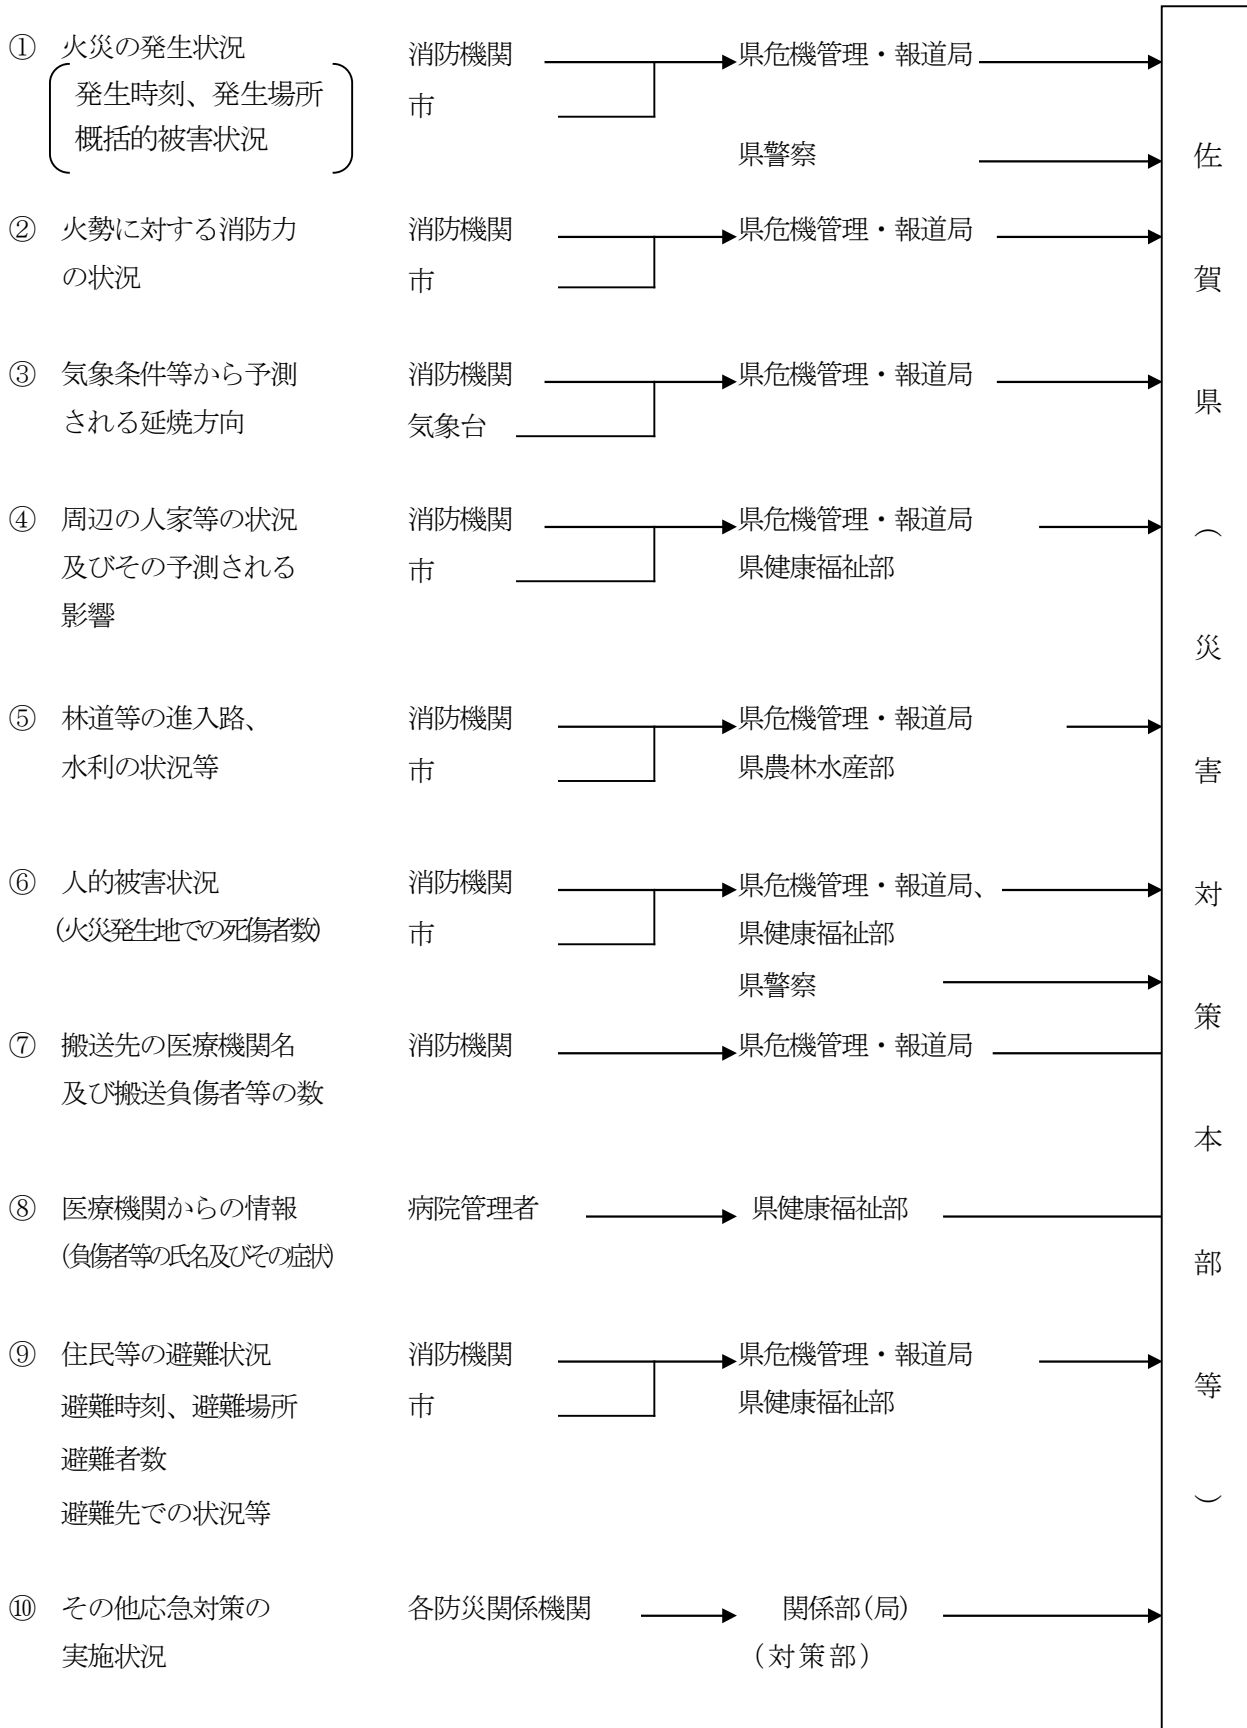 ① 火災の発生状況 消防機関 県危機管理・報道局
発生時刻、発生場所 市
概括的被害状況 県警察
② 火勢に対する消防力 消防機関 県危機管理・報道局
の状況 市
③ 気象条件等から予測 消防機関 県危機管理・報道局
される延焼方向 気象台
④ 周辺の人家等の状況 消防機関 県危機管理・報道局
及びその予測される 市 県健康福祉部
影響
⑤ 林道等の進入路、 消防機関 県危機管理・報道局
水利の状況等 市 県農林水産部
⑥ 人的被害状況 消防機関 県危機管理・報道局、
(火災発生地での死傷者数) 市 県健康福祉部
県警察
⑦ 搬送先の医療機関名 消防機関 県危機管理・報道局
及び搬送負傷者等の数
⑧ 医療機関からの情報 病院管理者 県健康福祉部
(負傷者等の氏名及びその症状)
⑨ 住民等の避難状況 消防機関 県危機管理・報道局
避難時刻、避難場所 市 県健康福祉部
避難者数
避難先での状況等
⑩ その他応急対策の 各防災関係機関 関係部(局)
実施状況 (対策部)
佐賀県(災害対策本部等)